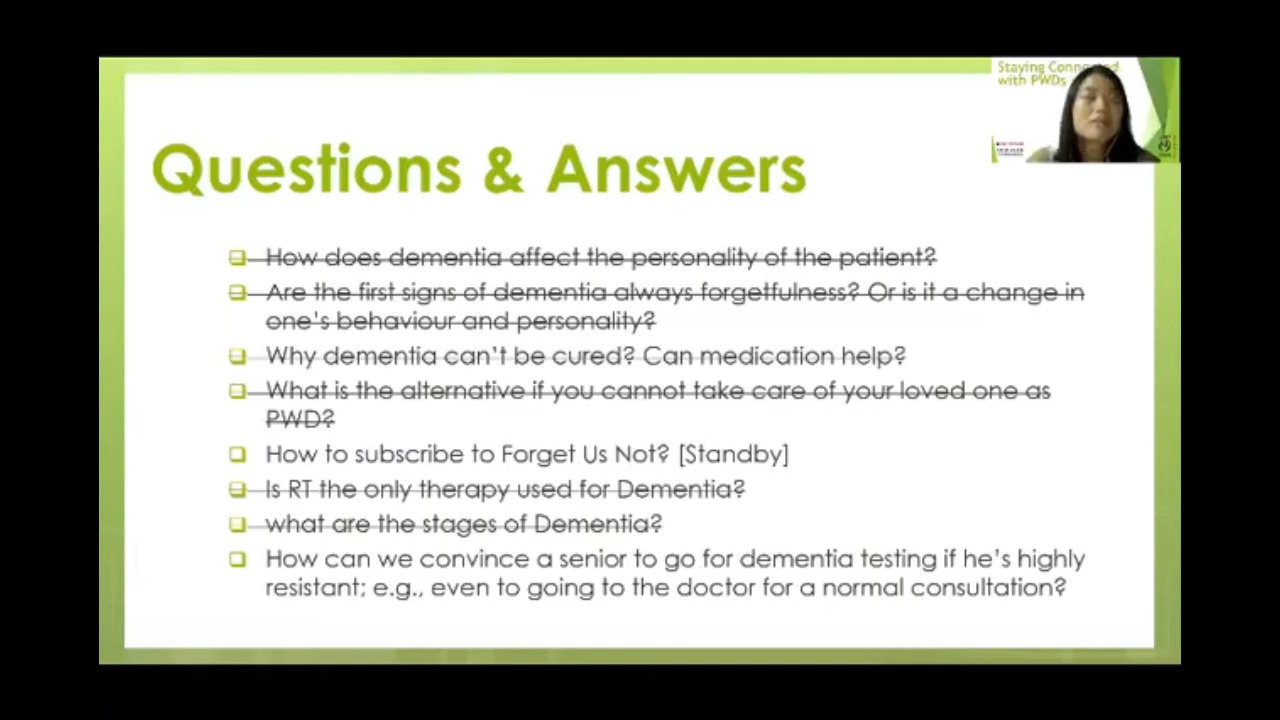 Staying Connected
with PWDs
Questions & Answers
How does dementia affect the personality of the patient?
Are the first signs of dementia always forgetfulness? Or is it a change in
one's behaviour and personality?
Why dementia can't be cured? Can medication help?
What is the alternative if you cannot take care of your loved one as
PWD?
How to subscribe to Forget Us Not? [Standby]
Is RT the only therapy used for Dementia?
what are the stages of Dementia?
How can we convince a senior to go for dementia testing if he's highly
resistant; e.g., even to going to the doctor for a normal consultation?